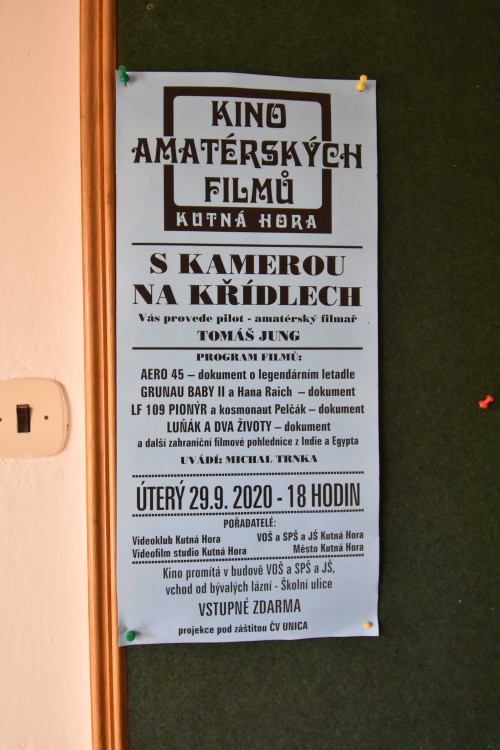 KINO
AMATÉRSKÝCH
FILMŮ
KUTNÁ HORA
S KAMEROU
NA KŘÍDLECH
Vás provede pilot - amatérský filmař
TOMÁŠ JUNG
PROGRAM FILMŮ:
AERO 45 – dokument o legendárním letadle
GRUNAU BABY II a Hana Raich – dokument
LF 109 PIONÝR a kosmonaut Pelčák – dokument
LUŇÁK A DVA ŽIVOTY – dokument
a další zahraniční filmové pohlednice z Indie a Egypta
UVÁDÍ: MICHAL TRNKA
ÚTERÝ 29.9. 2020 - 18 HODIN
POŘADATELÉ:
Videoklub Kutná Hora VOŠ a SPŠ a JŠ Kutná Hora
Videofilm studio Kutná Hora Město Kutná Hora
Kino promítá v budově VOŠ a SPŠ a JŠ,
vchod od bývalých lázní - Školní ulice
VSTUPNÉ ZDARMA
projekce pod záštitou ČV UNICA